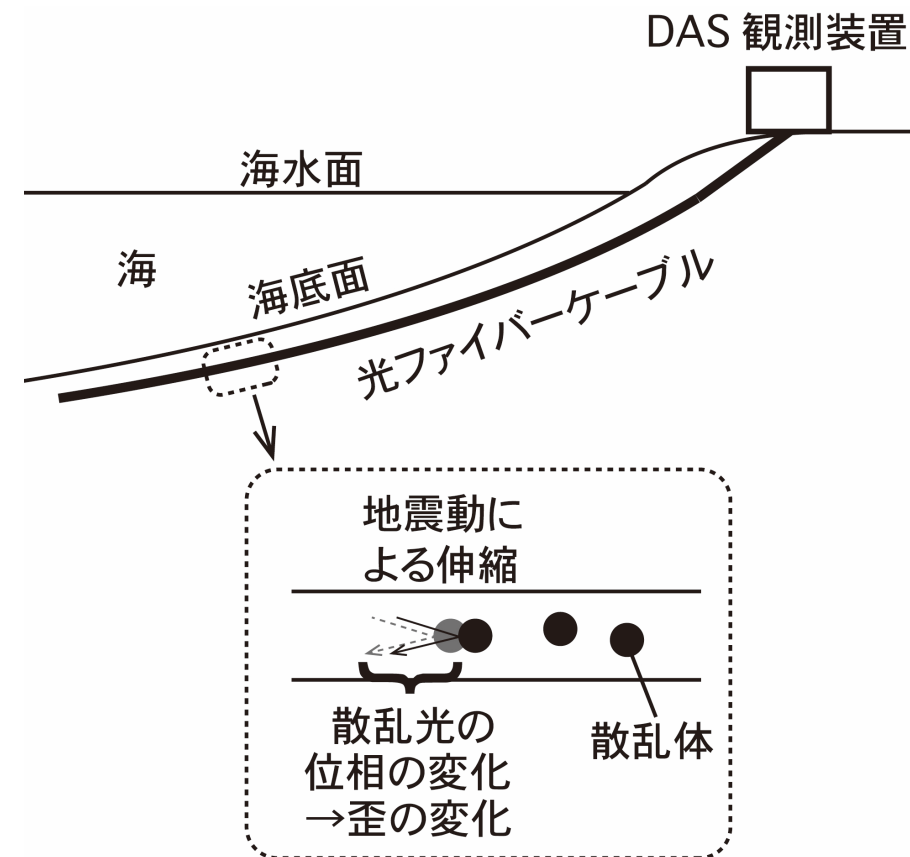 DAS 観測装置
海水面
海
海底面
光ファイバーケーブル
地震動に
よる伸縮
散乱光の
位相の変化
→歪の変化
散乱体